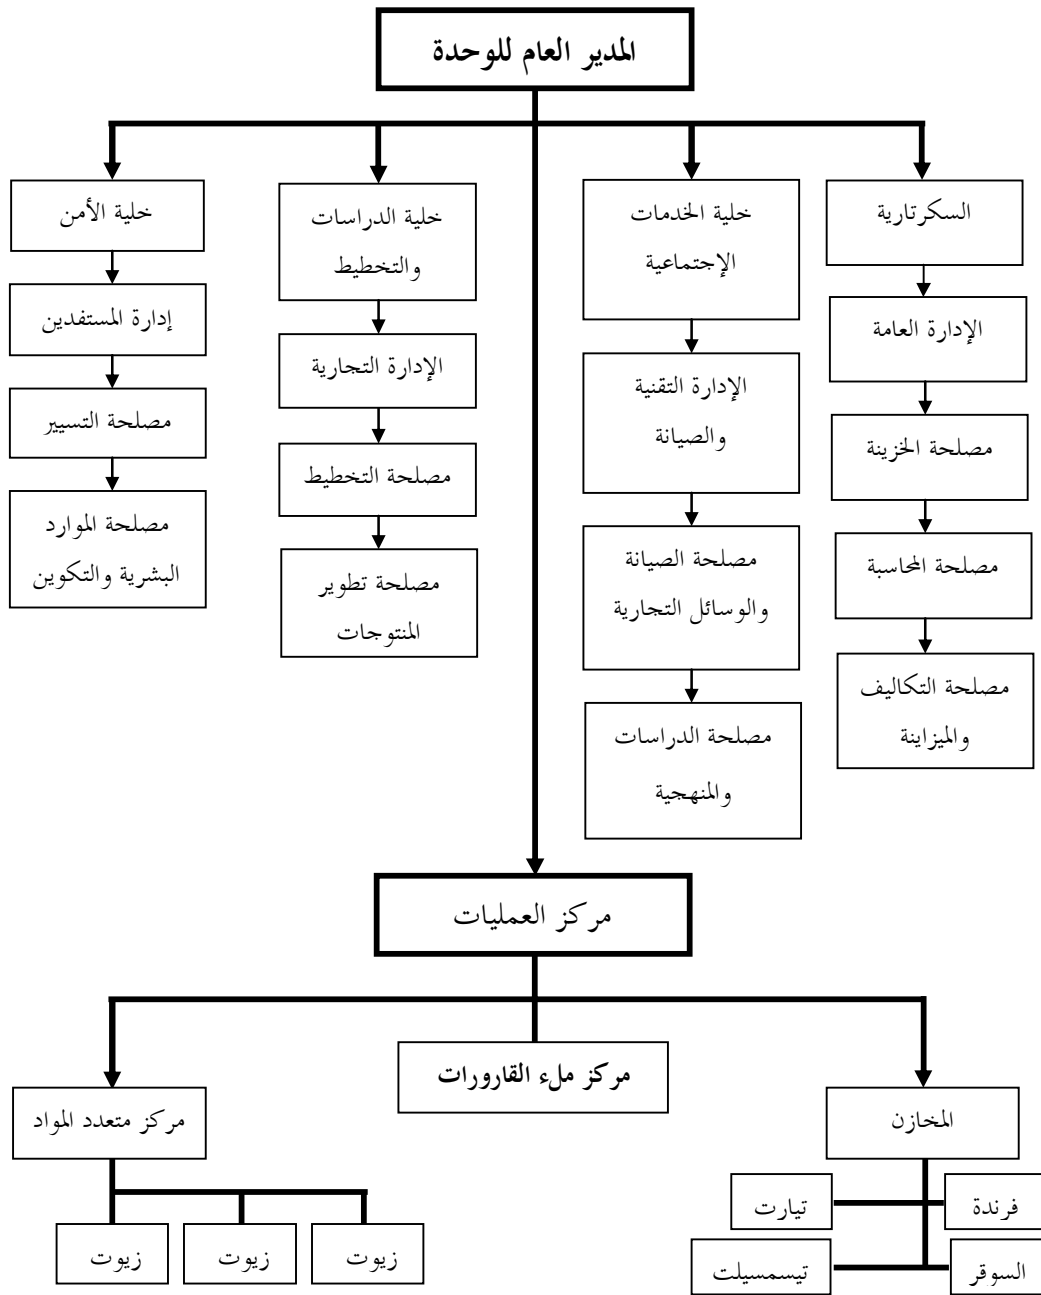 المدير العام للوحدة
السكرتارية
الإدارة العامة
مصلحة الخزينة
مصلحة المحاسبة
مصلحة التكاليف
والميزاينة
خلية الخدمات
الإجتماعية
الإدارة التقنية
والصيانة
مصلحة الصيانة
والوسائل التجارية
مصلحة الدراسات
والمنهجية
خلية الدراسات
والتخطيط
الإدارة التجارية
مصلحة التخطيط
مصلحة تطوير
المنتوجات
خلية الأمن
إدارة المستفدين
مصلحة التسيير
مصلحة الموارد
البشرية والتكوين
مركز العمليات
المخازن
فرندة
تيارت
السوقر
تيسمسيلت
مركز ملء القارورات
مركز متعدد المواد
زيوت
زيوت
زيوت